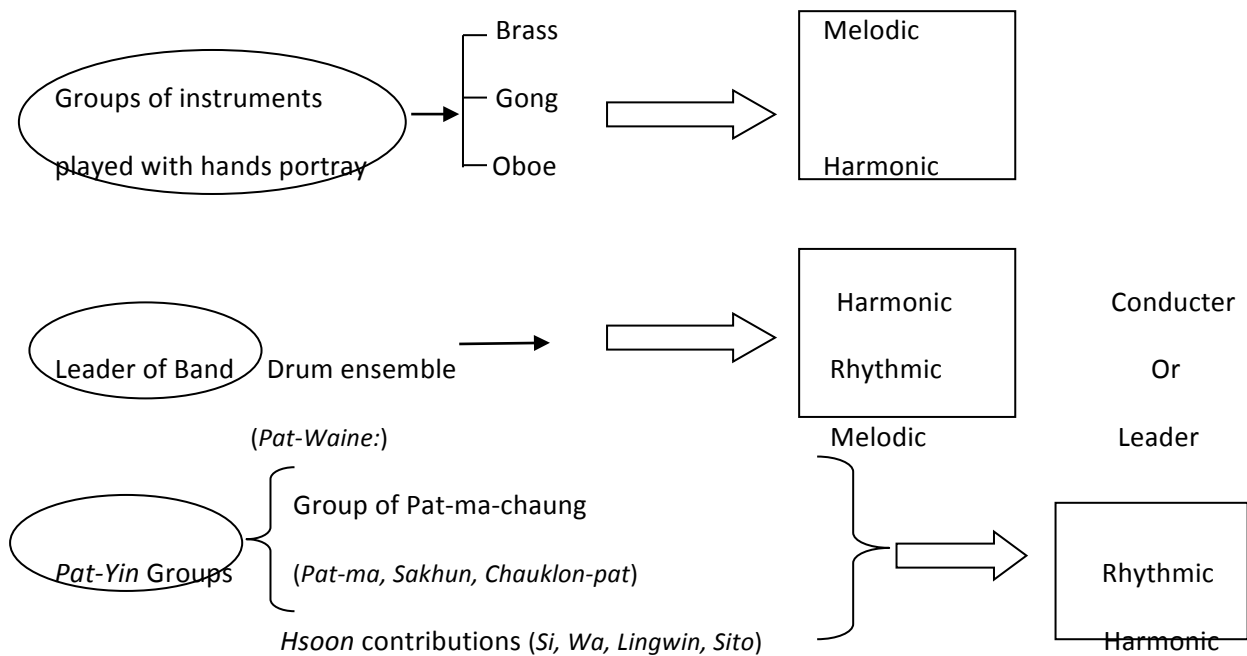 Brass
Melodic
Groups of instruments
Gong
played with hands portray
Oboe
Harmonic
Harmonic
Conducter
Leader of Band
Drum ensemble
Rhythmic
Or
(Pat-Waine:)
Melodic
Leader
Group of Pat-ma-chaung
Pat-Yin Groups
(Pat-ma, Sakhun, Chauklon-pat)
Rhythmic
Hsoon contributions (Si, Wa, Lingwin, Sito)
Harmonic